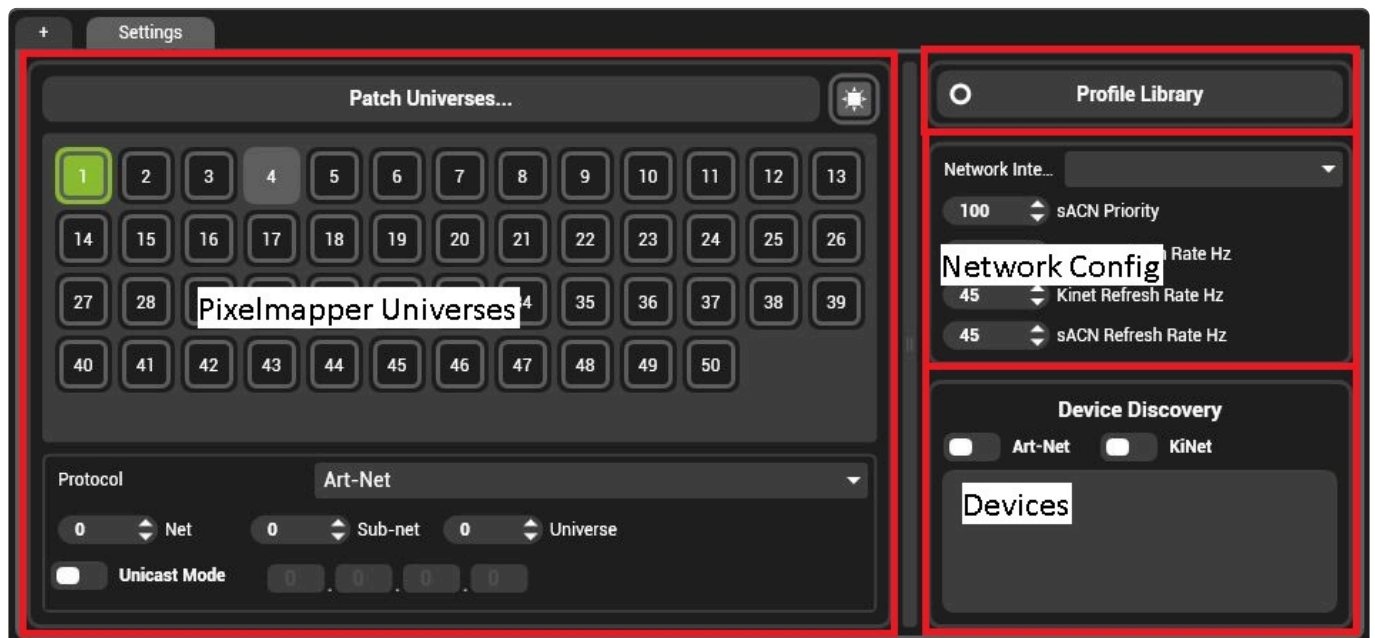 + Settings
Patch Universes...
1 2 3 4 5 6 7 8 9 10 11 12 13
14 15 16 17 18 19 20 21 22 23 24 25 26
27 28 Pixelmapper Universes 4 35 36 37 38 39
40 41 42 43 44 45 46 47 48 49 50
Protocol Art-Net
0 Net 0 Sub-net 0 Universe
Unicast Mode 0 . 0 . 0 . 0
Profile Library
Network Inte...
100 sACN Priority
Rate Hz
Network Config
45 Kinet Refresh Rate Hz
45 sACN Refresh Rate Hz
Device Discovery
Art-Net KiNet
Devices